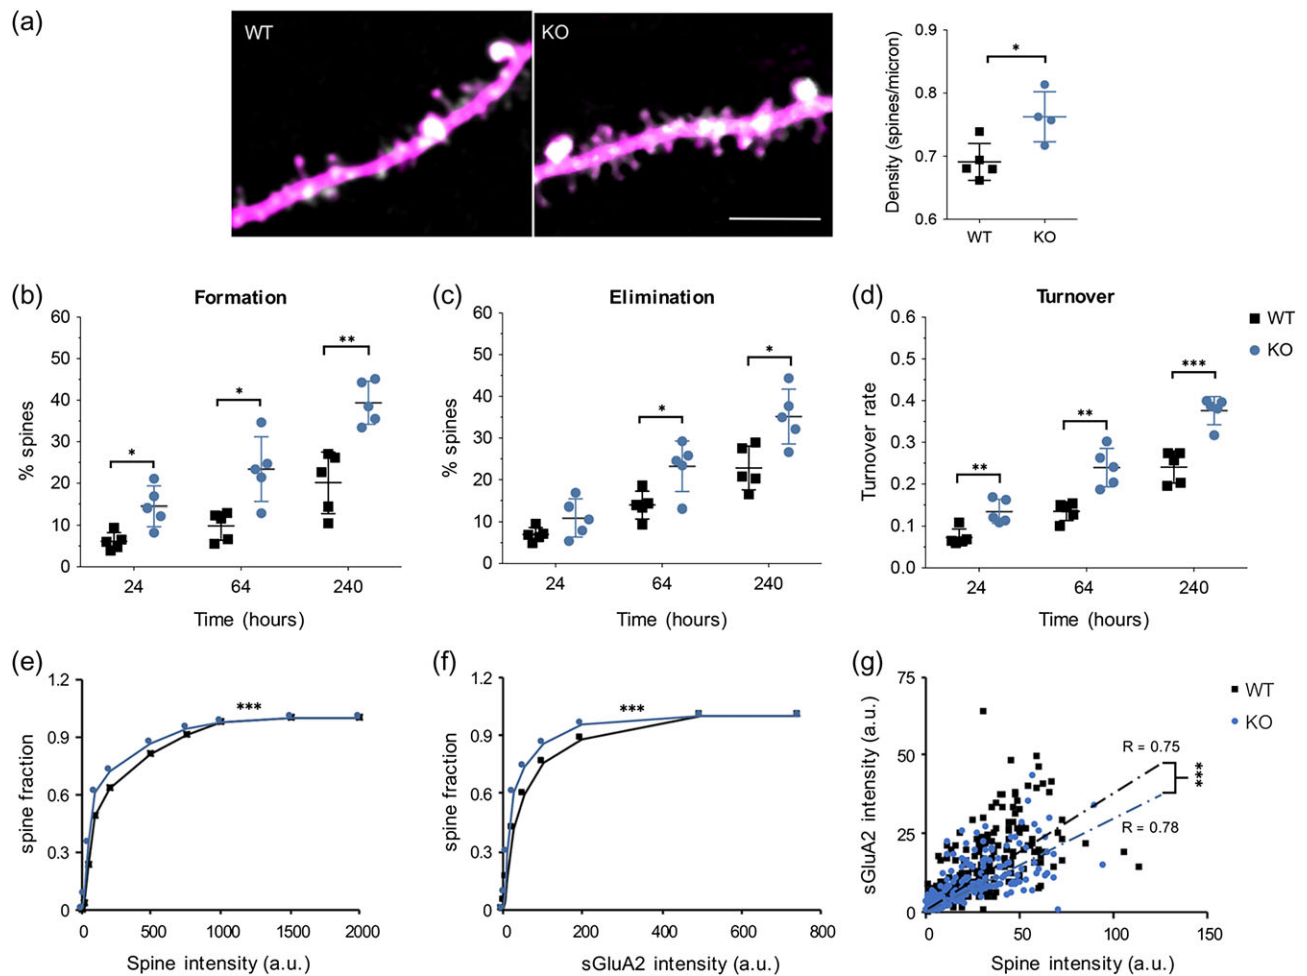 (a)
WT
KO
0.9
0.8
0.7
0.6
Density (spines/micron)
*
WT KO
(b)
Formation
60
50
40
30
20
10
0
% spines
*
*
**
24 64 240
Time (hours)
(c)
Elimination
60
50
40
30
20
10
0
% spines
*
*
24 64 240
Time (hours)
(d)
Turnover
0.6
0.5
0.4
0.3
0.2
0.1
0.0
Turnover rate
**
**
***
24 64 240
Time (hours)
WT
KO
(e)
1.2
0.9
0.6
0.3
0
spine fraction
***
0 500 1000 1500 2000
Spine intensity (a.u.)
(f)
1.2
0.9
0.6
0.3
0
spine fraction
***
0 200 400 600 800
sGluA2 intensity (a.u.)
(g)
75
50
25
0
sGluA2 intensity (a.u.)
R = 0.75
***
R = 0.78
0 50 100 150
Spine intensity (a.u.)
WT
KO